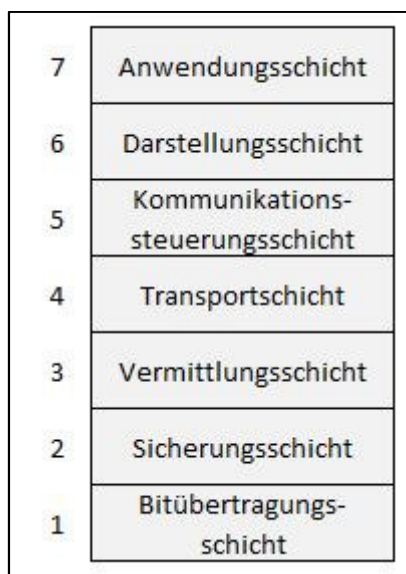 7 Anwendungsschicht
6 Darstellungsschicht
5 Kommunikations-
steuerungsschicht
4 Transportschicht
3 Vermittlungsschicht
2 Sicherungsschicht
1 Bitübertragungs-
schicht